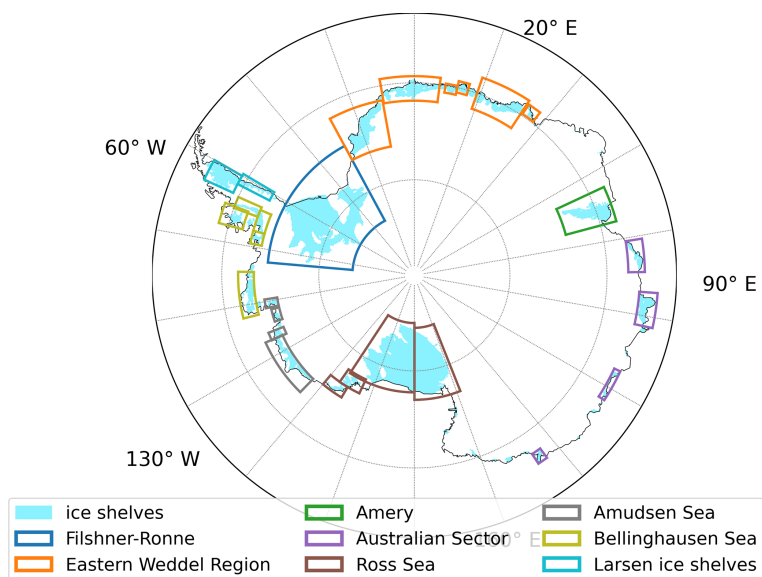 20° E
60° W
90° E
130° W
160° E
ice shelves
Filshner-Ronne
Eastern Weddel Region
Amery
Australian Sector
Ross Sea
Amudsen Sea
Bellinghausen Sea
Larsen ice shelves